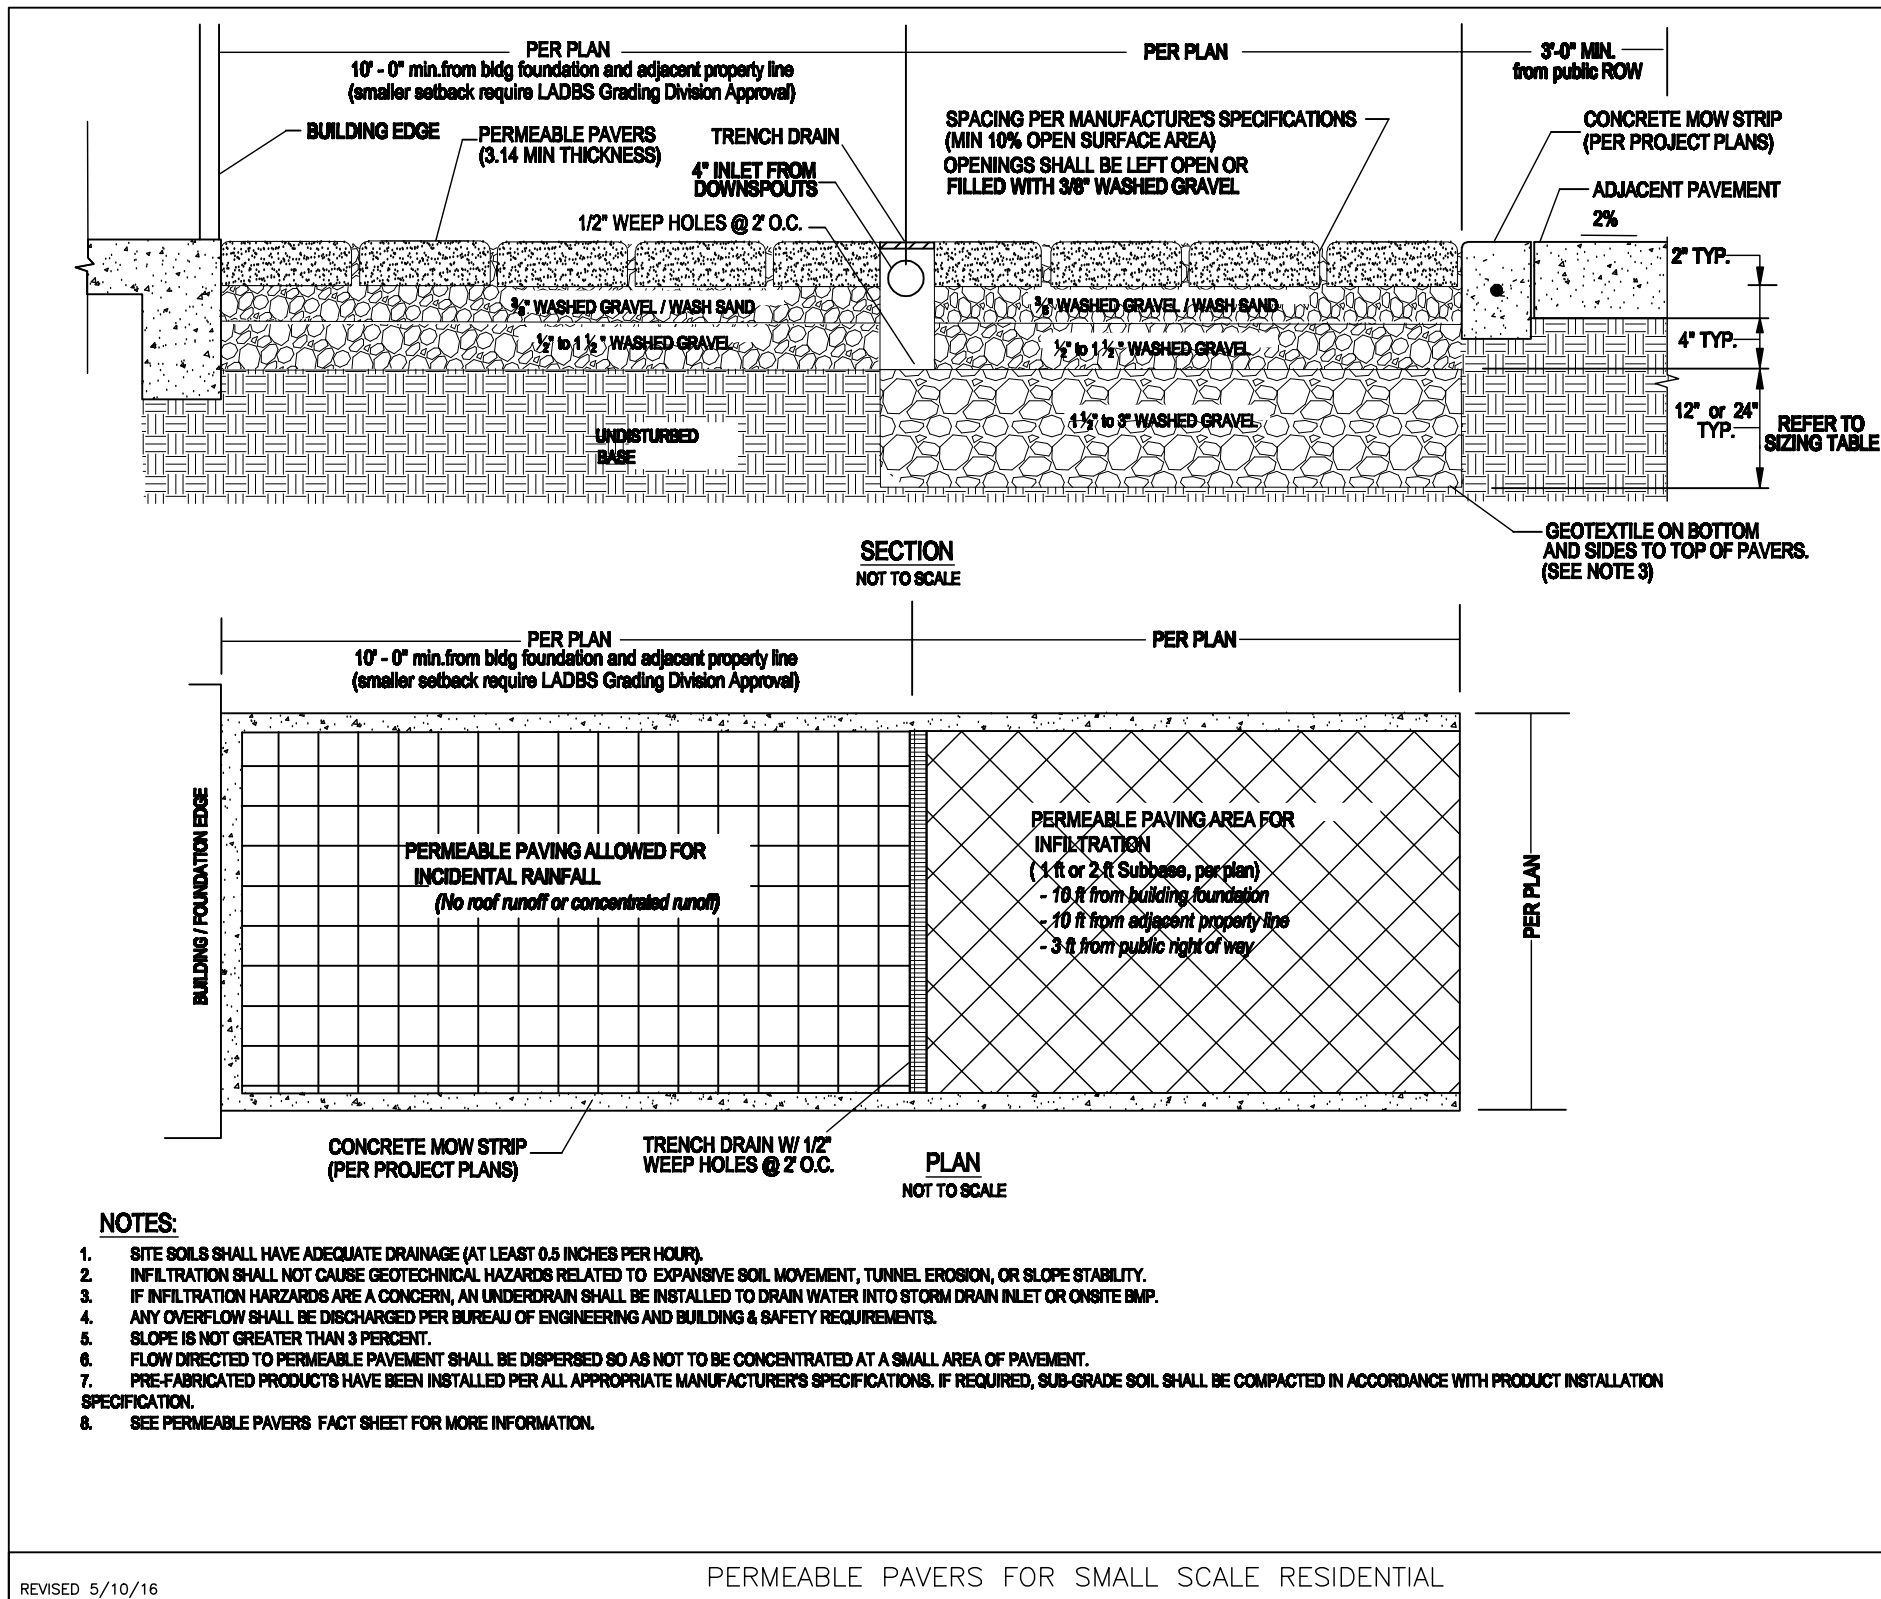 PER PLAN
10' - 0" min.from bldg foundation and adjacent property line
(smaller setback require LADBS Grading Division Approval)
PER PLAN
3'-0" MIN.
from public ROW
BUILDING EDGE
PERMEABLE PAVERS
(3.14 MIN THICKNESS)
TRENCH DRAIN
4" INLET FROM
DOWNSPOUTS
1/2" WEEP HOLES @ 2' O.C.
SPACING PER MANUFACTURE'S SPECIFICATIONS
(MIN 10% OPEN SURFACE AREA)
OPENINGS SHALL BE LEFT OPEN OR
FILLED WITH 3/8" WASHED GRAVEL
CONCRETE MOW STRIP
(PER PROJECT PLANS)
ADJACENT PAVEMENT
2%
2" TYP.
3/8" WASHED GRAVEL / WASH SAND
3/8" WASHED GRAVEL / WASH SAND
1/2" to 1 1/2" WASHED GRAVEL
1/2" to 1 1/2" WASHED GRAVEL
4" TYP.
UNDISTURBED
BASE
1 1/2" to 3" WASHED GRAVEL
12" or 24"
TYP.
REFER TO
SIZING TABLE
GEOTEXTILE ON BOTTOM
AND SIDES TO TOP OF PAVERS.
(SEE NOTE 3)
SECTION
NOT TO SCALE
PER PLAN
10' - 0" min.from bldg foundation and adjacent property line
(smaller setback require LADBS Grading Division Approval)
PER PLAN
BUILDING / FOUNDATION EDGE
PERMEABLE PAVING ALLOWED FOR
INCIDENTAL RAINFALL
(No roof runoff or concentrated runoff)
PERMEABLE PAVING AREA FOR
INFILTRATION
( 1 ft or 2 ft Subbase, per plan)
- 10 ft from building foundation
- 10 ft from adjacent property line
- 3 ft from public right of way
PER PLAN
CONCRETE MOW STRIP
(PER PROJECT PLANS)
TRENCH DRAIN W/ 1/2"
WEEP HOLES @ 2' O.C.
PLAN
NOT TO SCALE
NOTES:
1. SITE SOILS SHALL HAVE ADEQUATE DRAINAGE (AT LEAST 0.5 INCHES PER HOUR).
2. INFILTRATION SHALL NOT CAUSE GEOTECHNICAL HAZARDS RELATED TO EXPANSIVE SOIL MOVEMENT, TUNNEL EROSION, OR SLOPE STABILITY.
3. IF INFILTRATION HARZARDS ARE A CONCERN, AN UNDERDRAIN SHALL BE INSTALLED TO DRAIN WATER INTO STORM DRAIN INLET OR ONSITE BMP.
4. ANY OVERFLOW SHALL BE DISCHARGED PER BUREAU OF ENGINEERING AND BUILDING & SAFETY REQUIREMENTS.
5. SLOPE IS NOT GREATER THAN 3 PERCENT.
6. FLOW DIRECTED TO PERMEABLE PAVEMENT SHALL BE DISPERSED SO AS NOT TO BE CONCENTRATED AT A SMALL AREA OF PAVEMENT.
7. PRE-FABRICATED PRODUCTS HAVE BEEN INSTALLED PER ALL APPROPRIATE MANUFACTURER'S SPECIFICATIONS. IF REQUIRED, SUB-GRADE SOIL SHALL BE COMPACTED IN ACCORDANCE WITH PRODUCT INSTALLATION
SPECIFICATION.
8. SEE PERMEABLE PAVERS FACT SHEET FOR MORE INFORMATION.
REVISED 5/10/16
PERMEABLE PAVERS FOR SMALL SCALE RESIDENTIAL